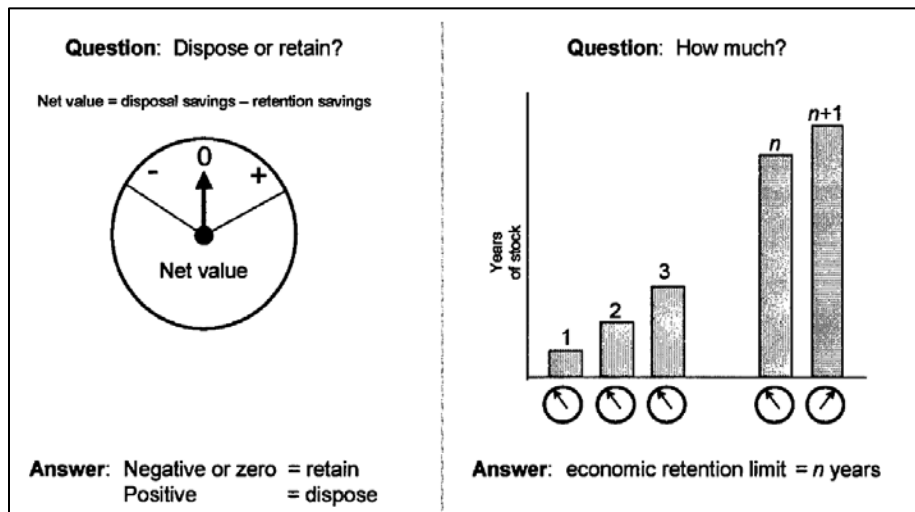 Question: Dispose or retain?
Net value = disposal savings – retention savings
- 0 +
Net value
Answer: Negative or zero = retain
Positive = dispose
Question: How much?
Years
of stock
1
2
3
n
n+1
Answer: economic retention limit = n years